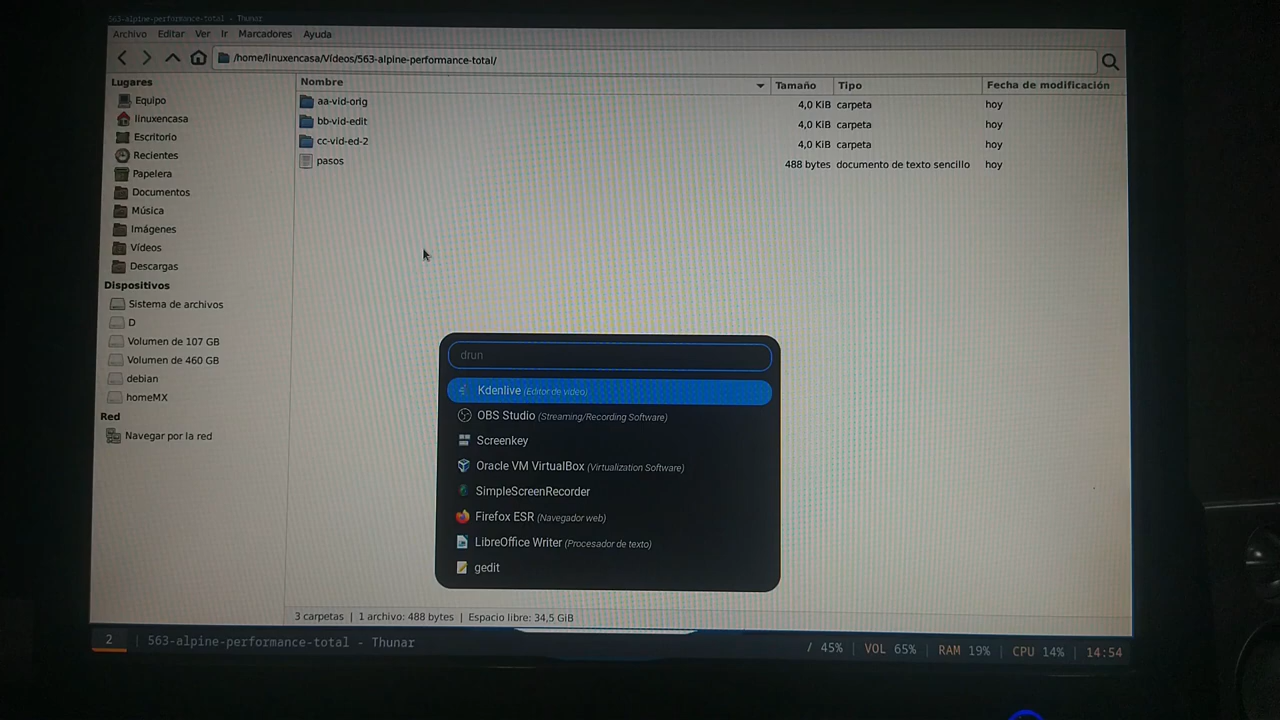 563-alpine-performance-total - Thunar
Archivo Editar Ver Ir Marcadores Ayuda
/home/linuxencasa/Vídeos/563-alpine-performance-total/
Lugares
Equipo
linuxencasa
Escritorio
Recientes
Papelera
Documentos
Música
Imágenes
Vídeos
Descargas
Dispositivos
Sistema de archivos
D
Volumen de 107 GB
Volumen de 460 GB
debian
homeMX
Red
Navegar por la red
Nombre Tamaño Tipo Fecha de modificación
aa-vid-orig 4,0 KiB carpeta hoy
bb-vid-edit 4,0 KiB carpeta hoy
cc-vid-ed-2 4,0 KiB carpeta hoy
pasos 488 bytes documento de texto sencillo hoy
drun
Kdenlive (Editor de vídeo)
OBS Studio (Streaming/Recording Software)
Screenkey
Oracle VM VirtualBox (Virtualization Software)
SimpleScreenRecorder
Firefox ESR (Navegador web)
LibreOffice Writer (Procesador de texto)
gedit
3 carpetas | 1 archivo: 488 bytes | Espacio libre: 34,5 GiB
2 | 563-alpine-performance-total - Thunar / 45% | VOL 65% | RAM 19% | CPU 14% | 14:54